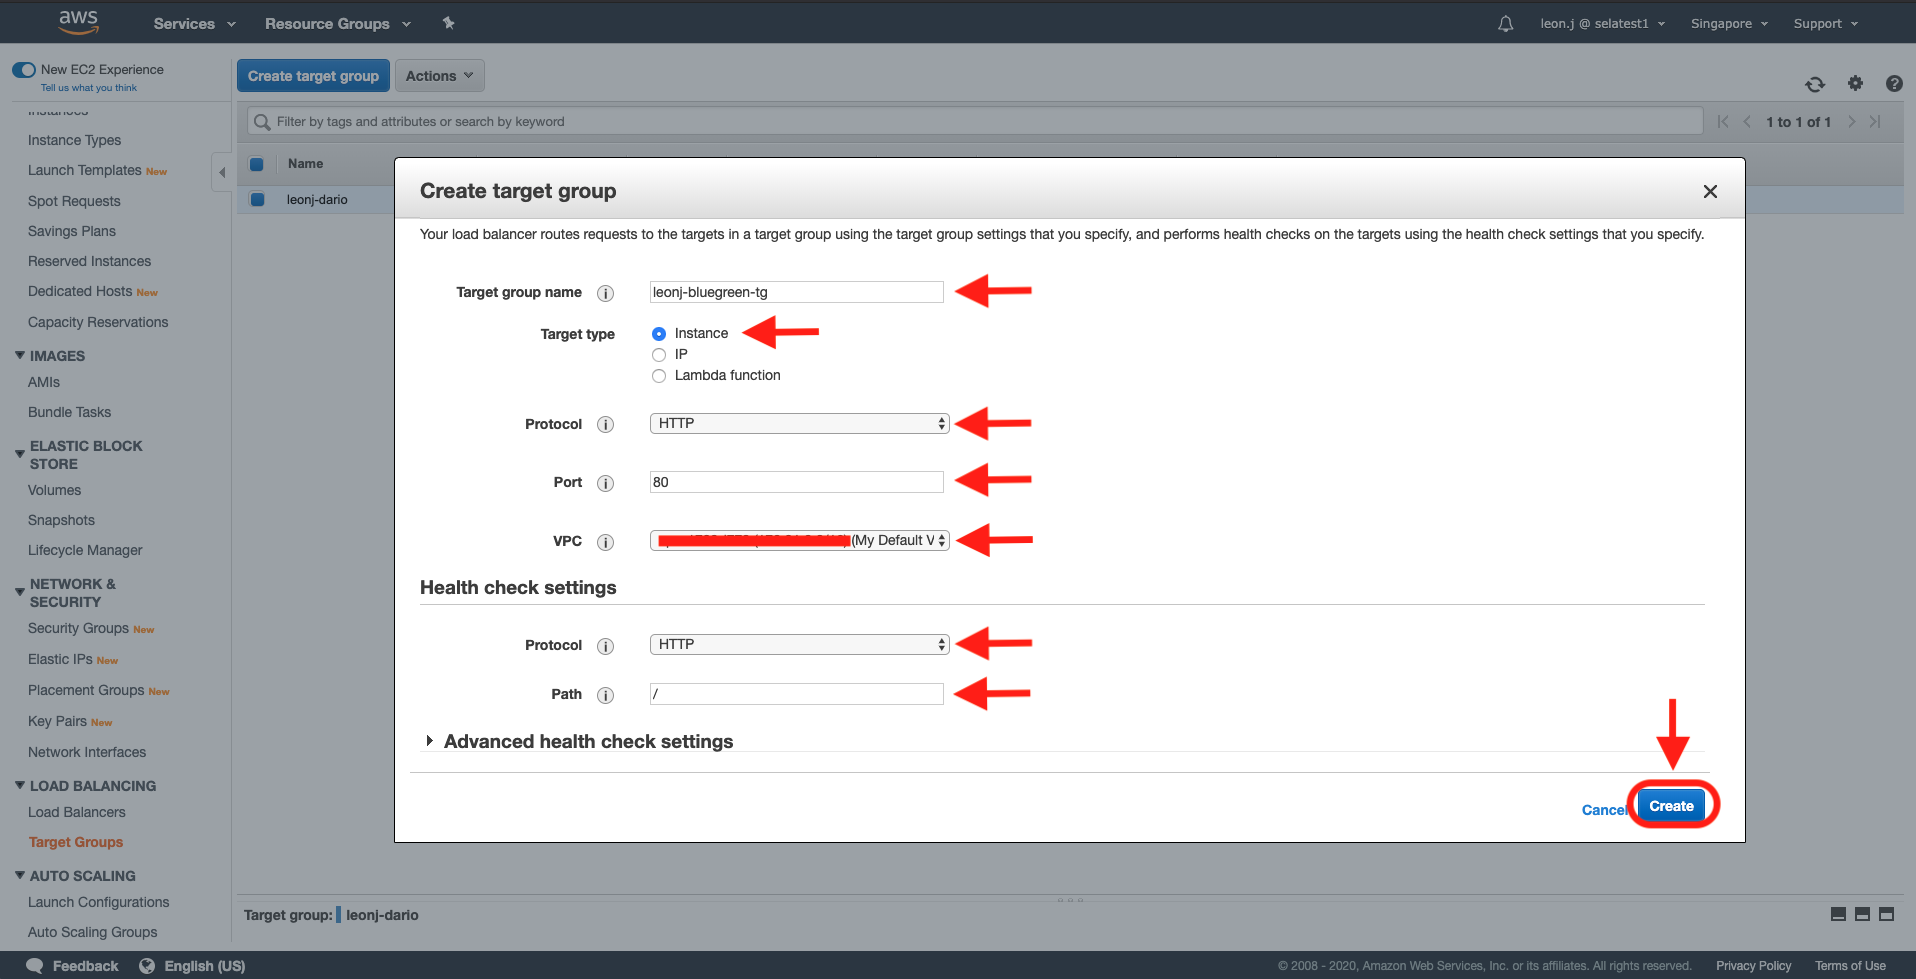 aws
Services
Resource Groups
leon.j @ selatest1
Singapore
Support
New EC2 Experience
Tell us what you think
Create target group
Actions
Filter by tags and attributes or search by keyword
1 to 1 of 1
Name
leonj-dario
Instances
Instance Types
Launch Templates New
Spot Requests
Savings Plans
Reserved Instances
Dedicated Hosts New
Capacity Reservations
IMAGES
AMIs
Bundle Tasks
ELASTIC BLOCK
STORE
Volumes
Snapshots
Lifecycle Manager
NETWORK &
SECURITY
Security Groups New
Elastic IPs New
Placement Groups New
Key Pairs New
Network Interfaces
LOAD BALANCING
Load Balancers
Target Groups
AUTO SCALING
Launch Configurations
Auto Scaling Groups
Create target group
Your load balancer routes requests to the targets in a target group using the target group settings that you specify, and performs health checks on the targets using the health check settings that you specify.
Target group name
leonj-bluegreen-tg
Target type
Instance
IP
Lambda function
Protocol
HTTP
Port
80
VPC
(My Default V
Health check settings
Protocol
HTTP
Path
/
Advanced health check settings
Cancel
Create
Target group: leonj-dario
Feedback
English (US)
© 2008 - 2020, Amazon Web Services, Inc. or its affiliates. All rights reserved.
Privacy Policy
Terms of Use